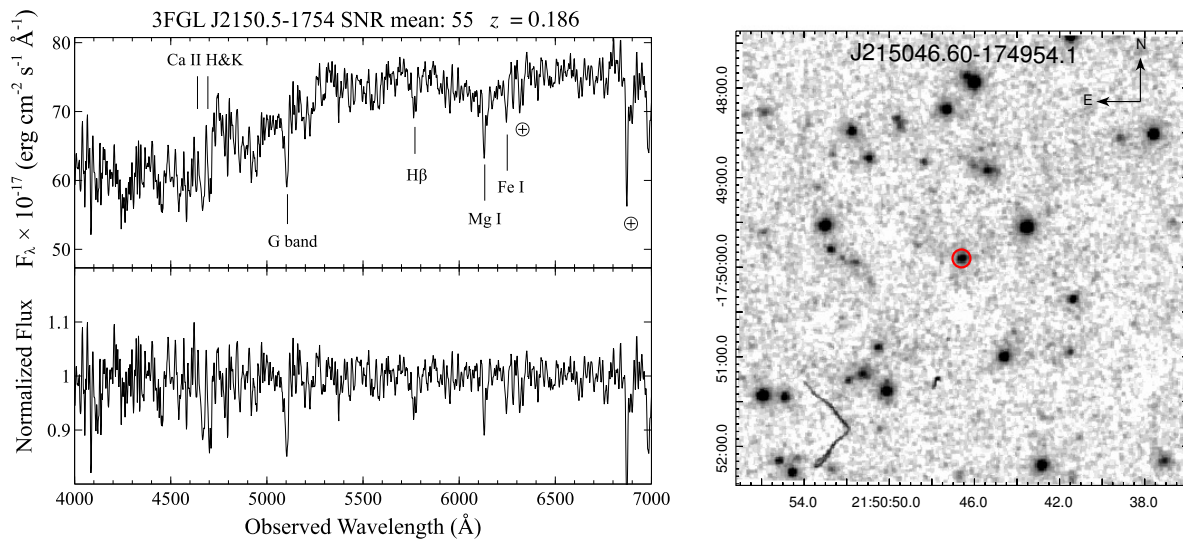 3FGL J2150.5-1754 SNR mean: 55 z = 0.186
80
70
60
50
F_λ × 10⁻¹⁷ (erg cm⁻² s⁻¹ Å⁻¹)
Ca II H&K
G band
Hβ
Mg I
Fe I
⊕
⊕
1.1
1
0.9
Normalized Flux
4000 4500 5000 5500 6000 6500 7000
Observed Wavelength (Å)
J215046.60-174954.1
N
E
48:00.0
49:00.0
-17:50:00.0
51:00.0
52:00.0
54.0 21:50:50.0 46.0 42.0 38.0